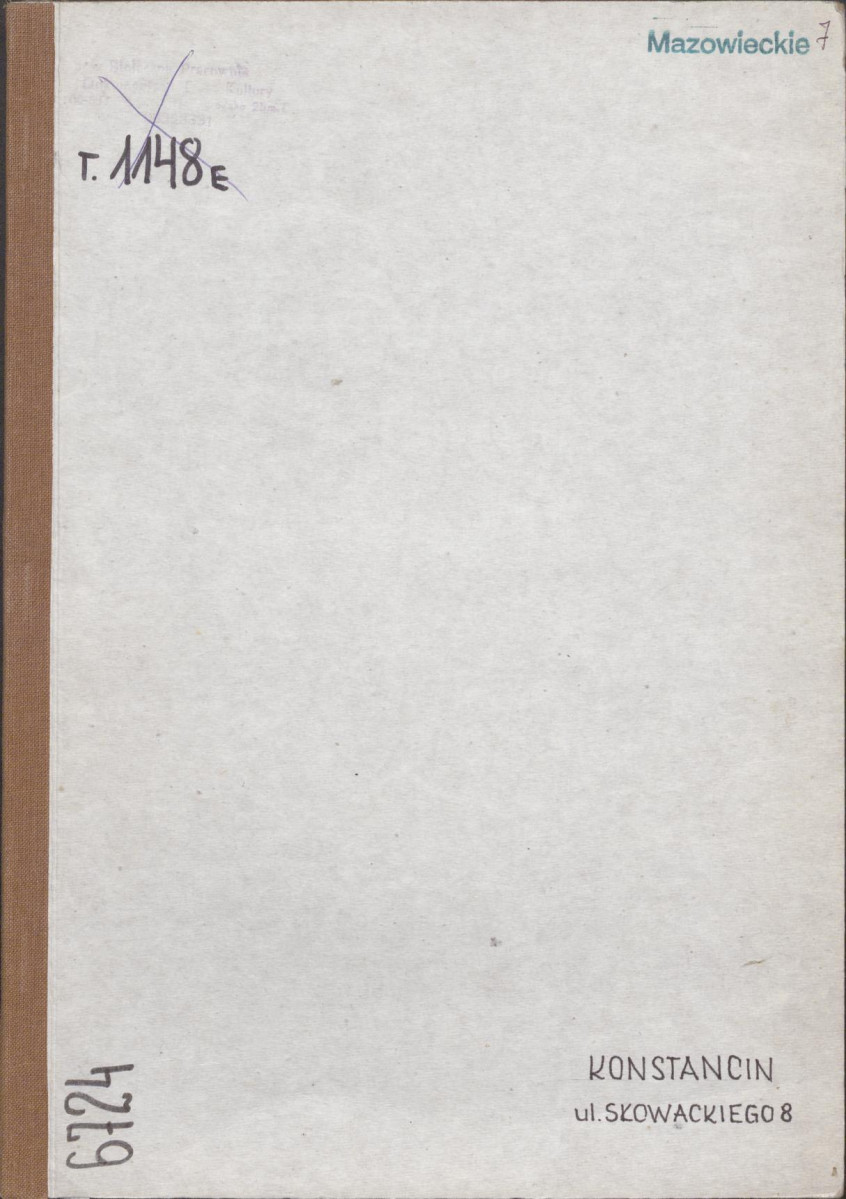 Mazowieckie 7
T. 1148 E
KONSTANCIN
ul. SŁOWACKIEGO 8
6724